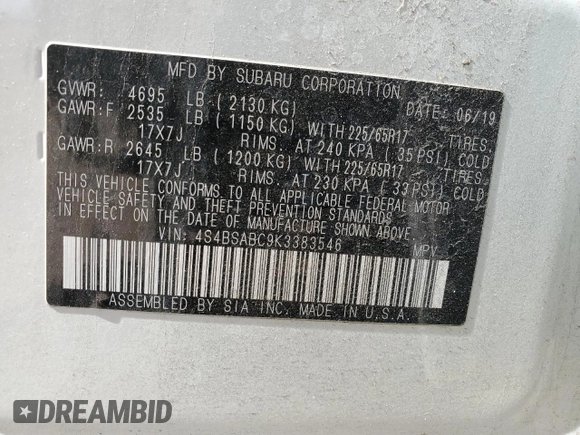 MFD BY SUBARU CORPORATION
GVWR: 4695 LB ( 2130 KG) DATE: 06/19
GAWR:F 2535 LB ( 1150 KG) WITH 225/65R17 TIRES,
17X7J RIMS, AT 240 KPA ( 35 PSI) COLD
GAWR:R 2645 LB ( 1200 KG) WITH 225/65R17 TIRES,
17X7J RIMS, AT 230 KPA ( 33 PSI) COLD
THIS VEHICLE CONFORMS TO ALL APPLICABLE FEDERAL MOTOR
VEHICLE SAFETY AND THEFT PREVENTION STANDARDS
IN EFFECT ON THE DATE OF MANUFACTURE SHOWN ABOVE.
VIN: 4S4BSABC9K3383546 MPV
ASSEMBLED BY SIA INC. MADE IN U.S.A.
DREAMBID